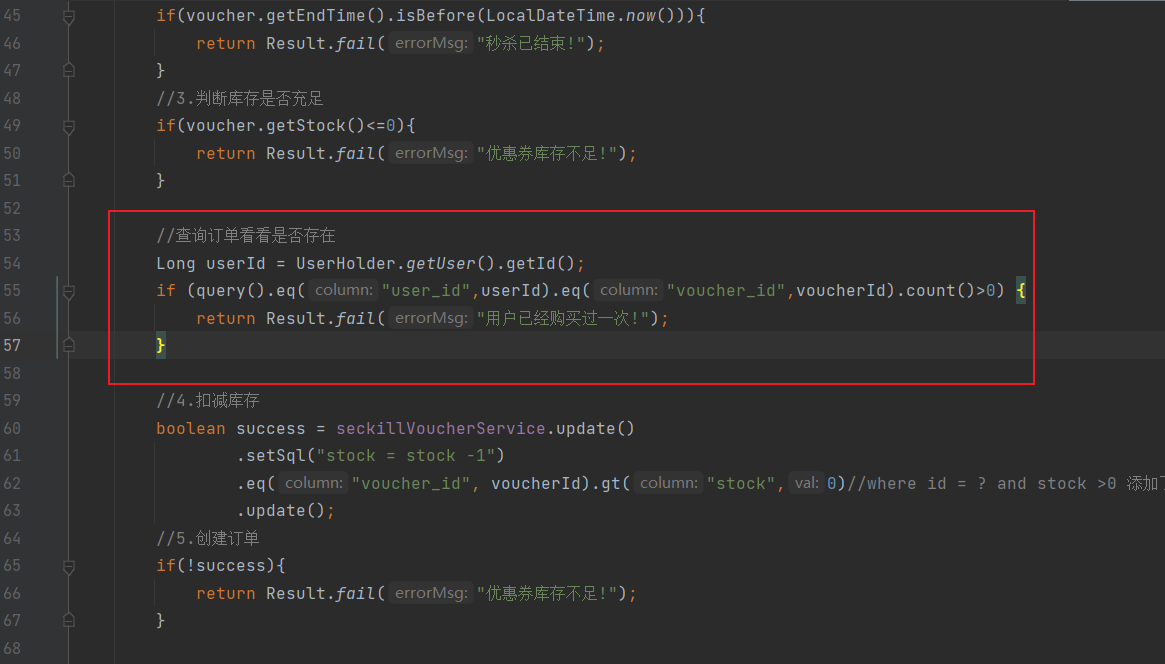 45 if(voucher.getEndTime().isBefore(LocalDateTime.now())){
46 return Result.fail( errorMsg: "秒杀已结束!");
47 }
48 //3.判断库存是否充足
49 if(voucher.getStock()<=0){
50 return Result.fail( errorMsg: "优惠券库存不足!");
51 }
52
53 //查询订单看看是否存在
54 Long userId = UserHolder.getUser().getId();
55 if (query().eq( column: "user_id",userId).eq( column: "voucher_id",voucherId).count()>0) {
56 return Result.fail( errorMsg: "用户已经购买过一次!");
57 }
58
59 //4.扣减库存
60 boolean success = seckillVoucherService.update()
61 .setSql("stock = stock -1")
62 .eq( column: "voucher_id", voucherId).gt( column: "stock", val: 0)//where id = ? and stock >0 添加
63 .update();
64 //5.创建订单
65 if(!success){
66 return Result.fail( errorMsg: "优惠券库存不足!");
67 }
68